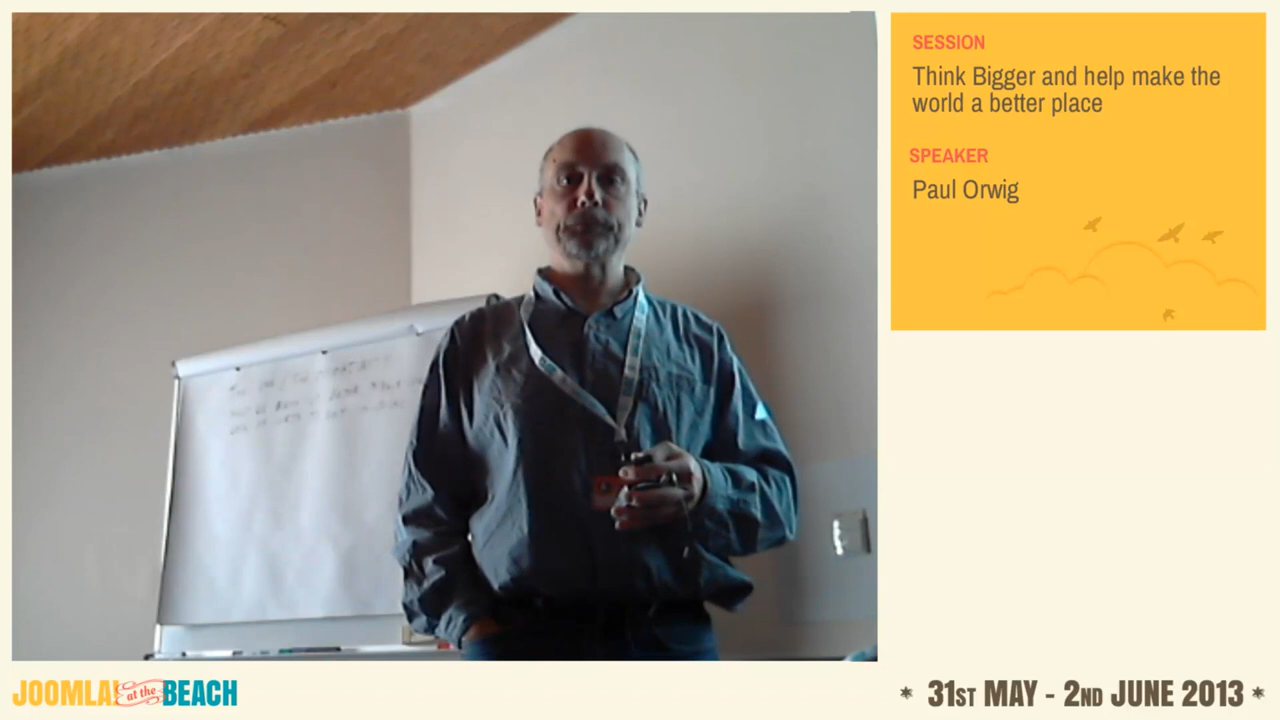 SESSION
Think Bigger and help make the
world a better place
SPEAKER
Paul Orwig
JOOMLA! at the BEACH
* 31ST MAY - 2ND JUNE 2013 *